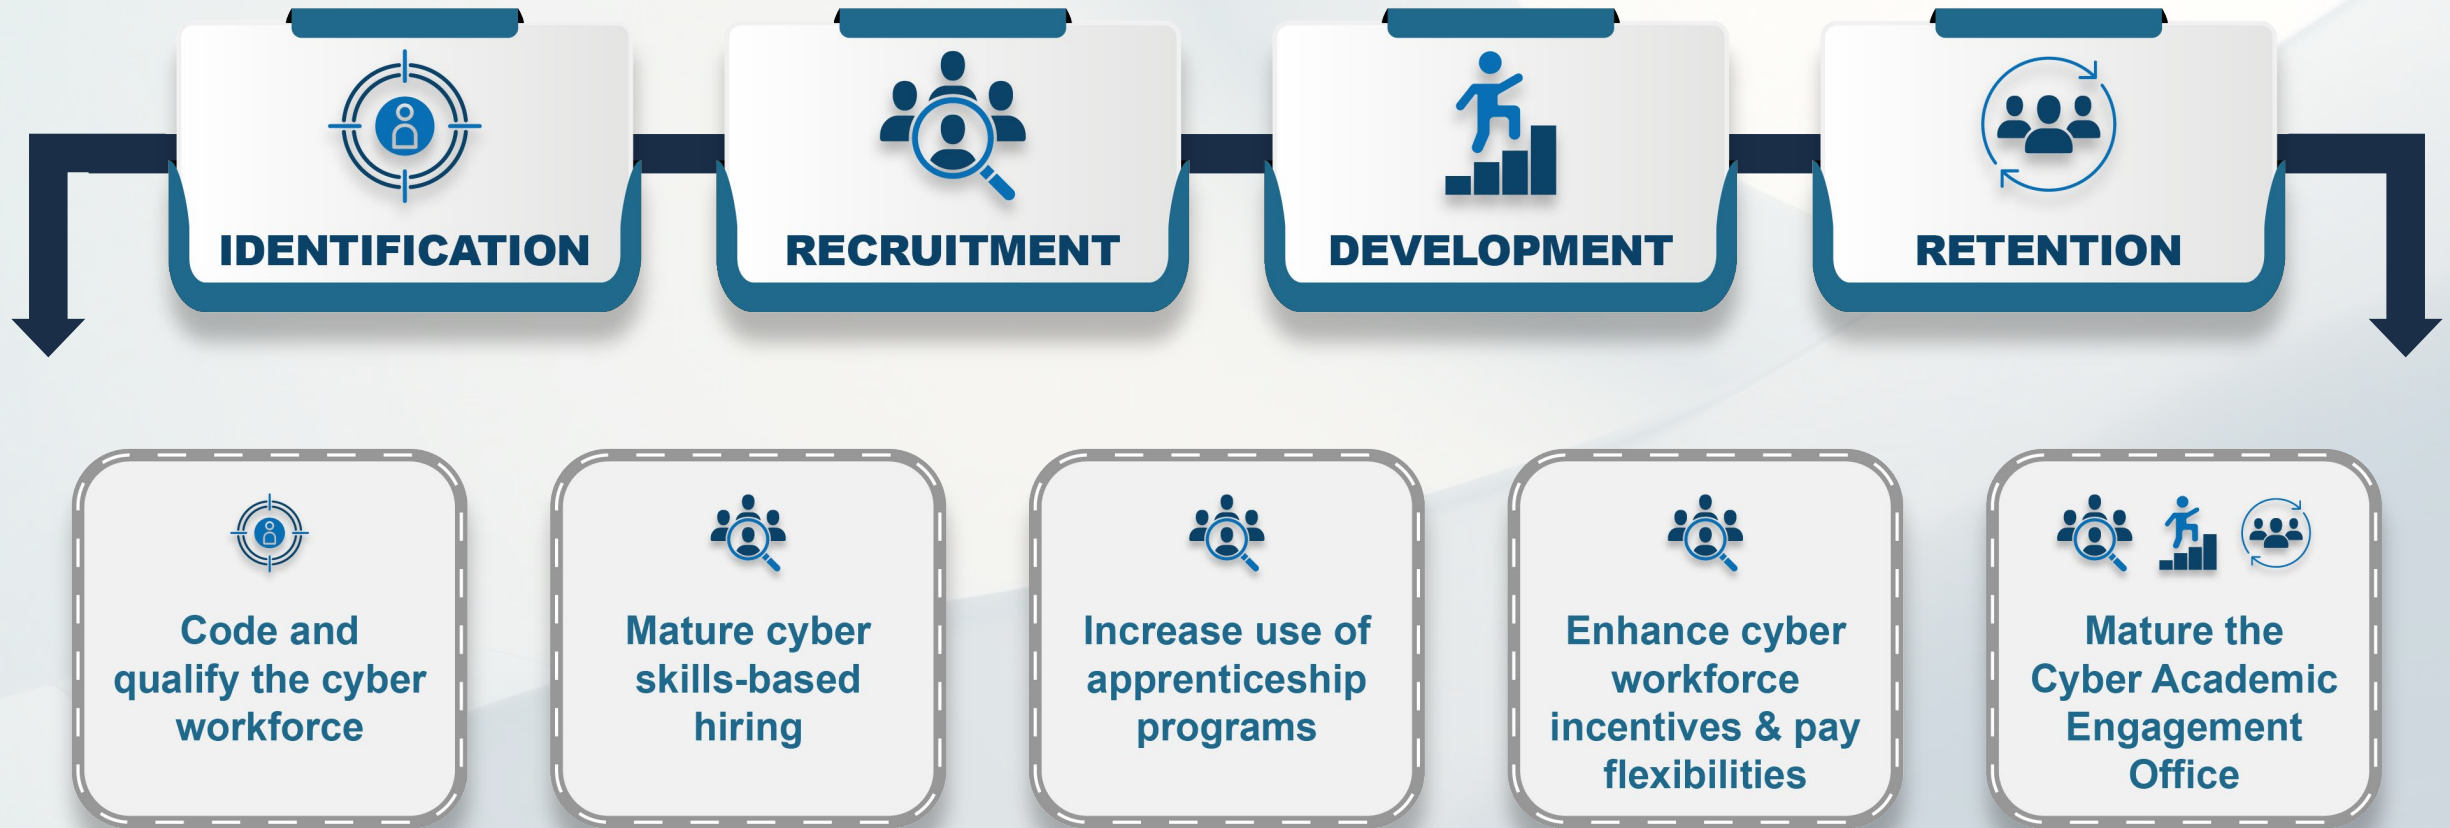 IDENTIFICATION
RECRUITMENT
DEVELOPMENT
RETENTION
Code and
qualify the cyber
workforce
Mature cyber
skills-based
hiring
Increase use of
apprenticeship
programs
Enhance cyber
workforce
incentives & pay
flexibilities
Mature the
Cyber Academic
Engagement
Office